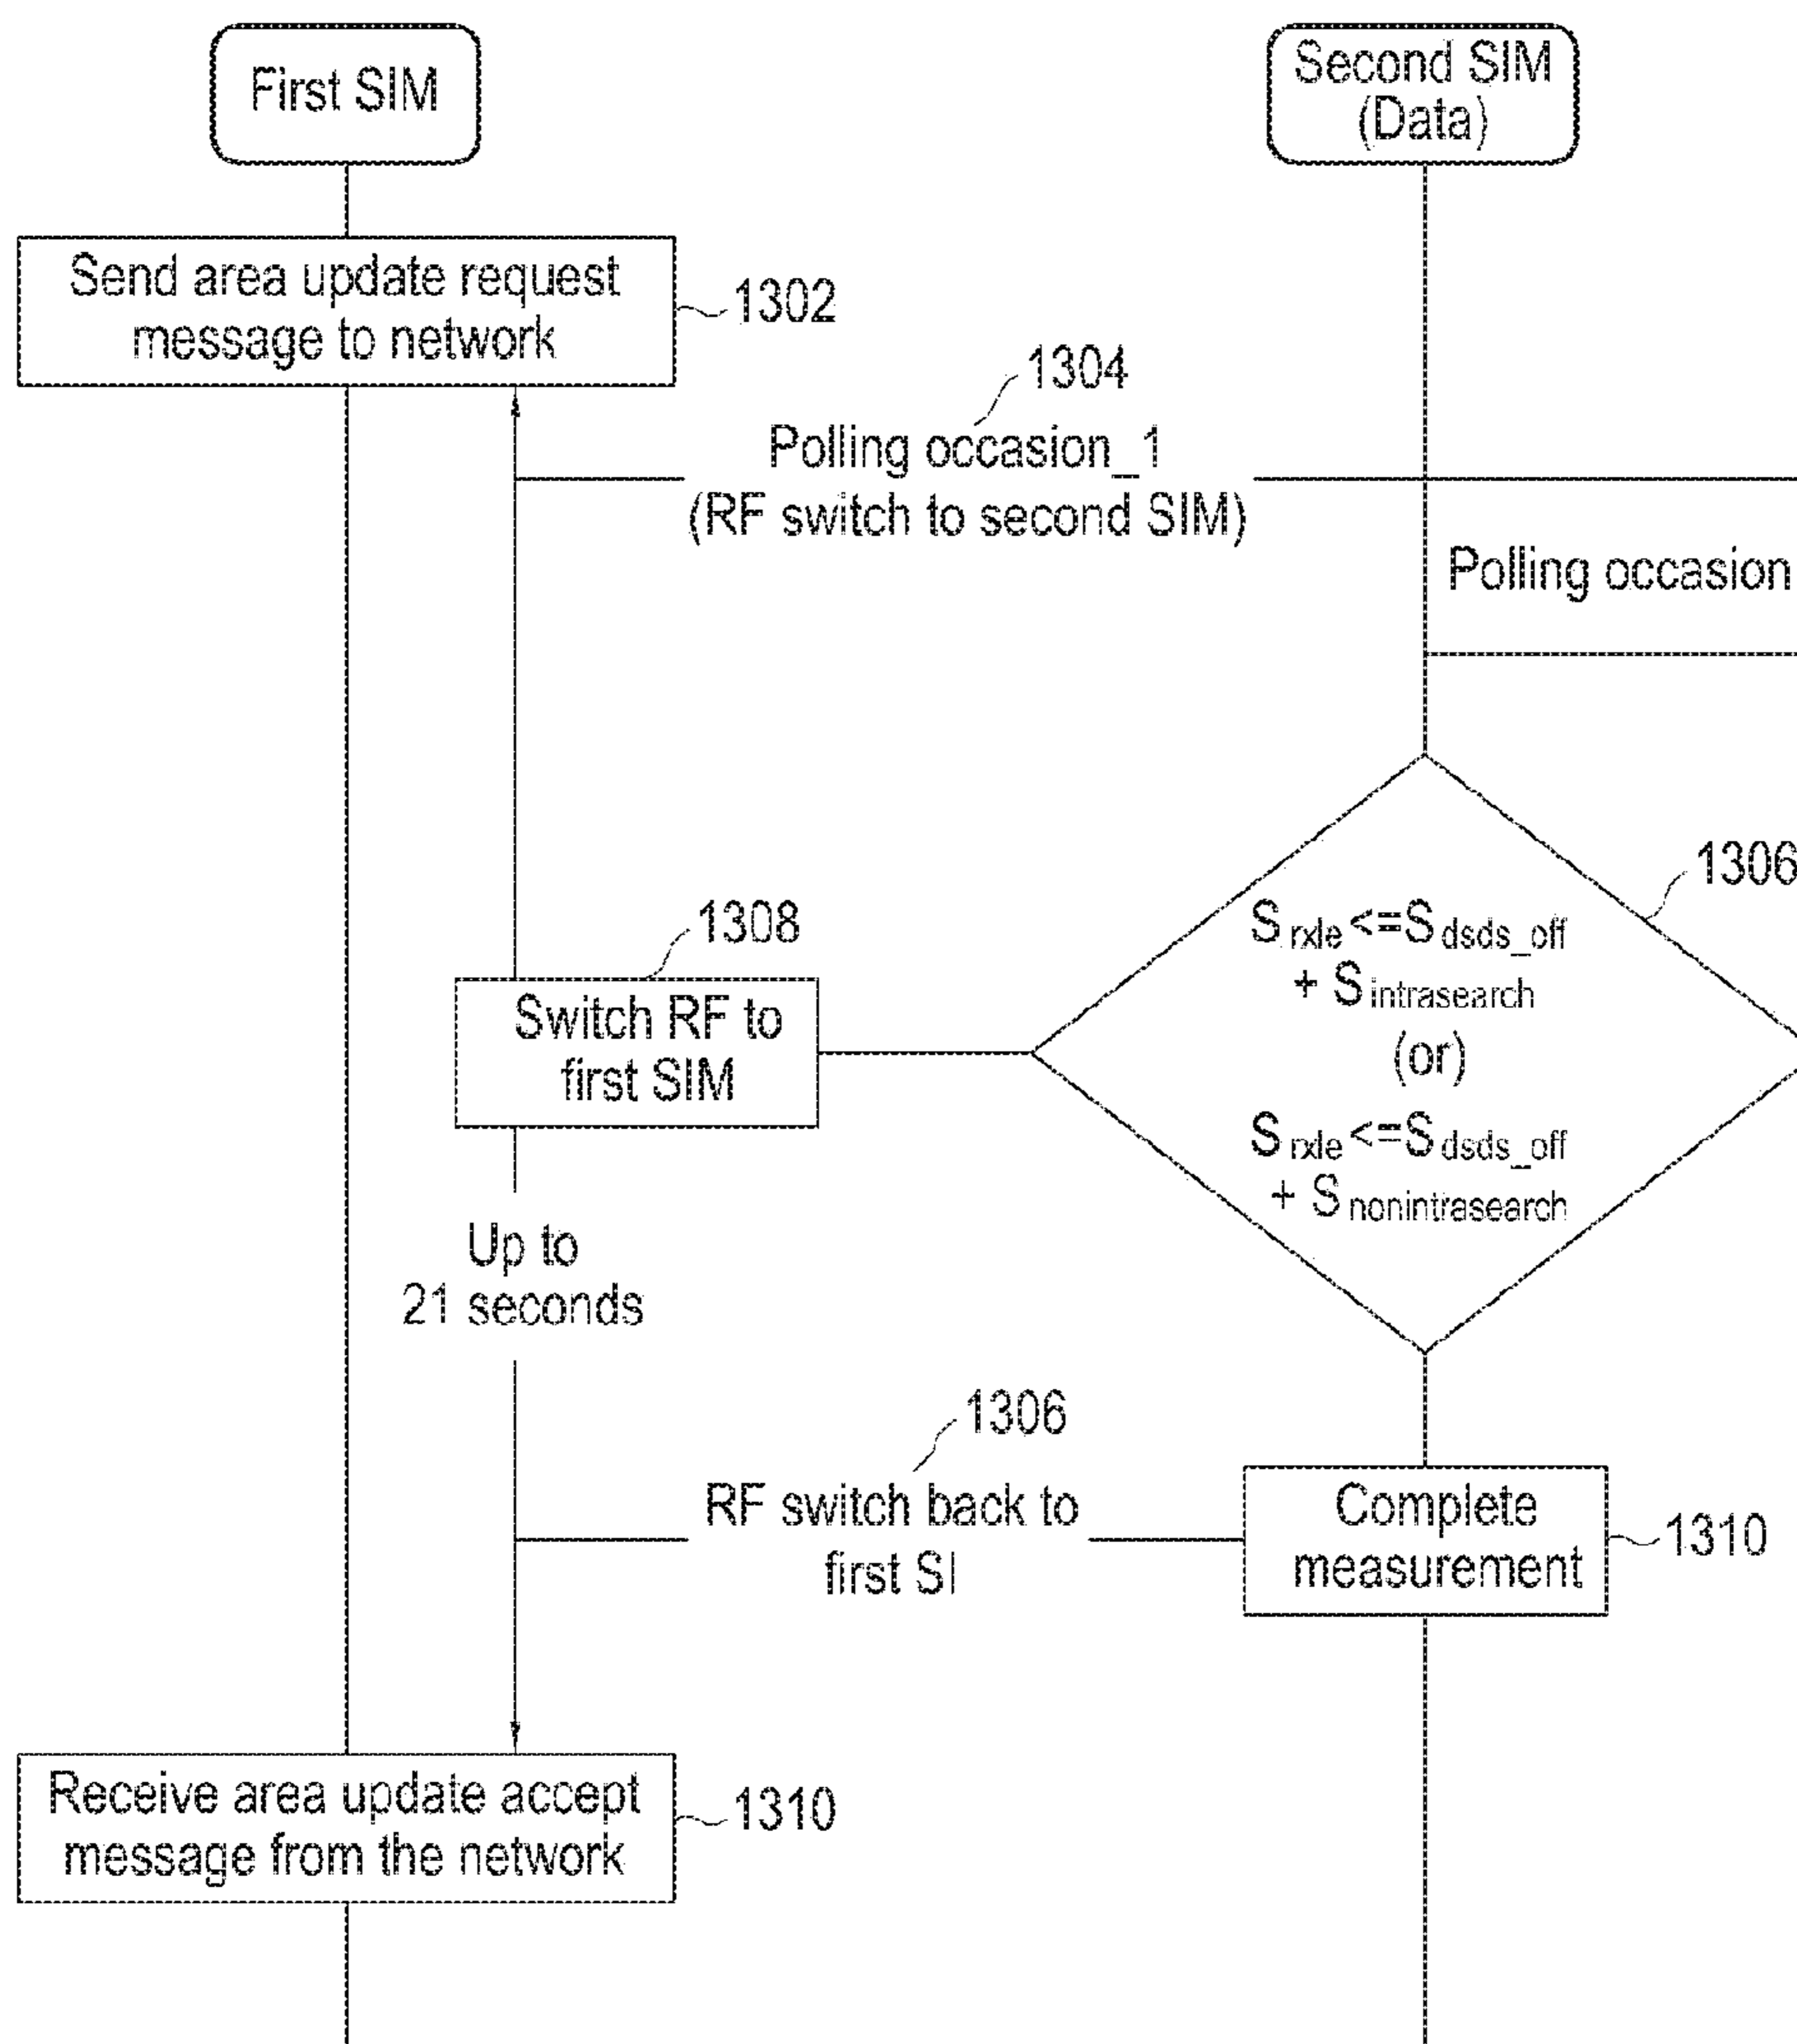 First SIM
Second SIM
(Data)
Send area update request
message to network
1302
1304
Polling occasion_1
(RF switch to second SIM)
Polling occasion
1306
S rxle <=S dsds_off
+ S intrasearch
(or)
S rxle <=S dsds_off
+ S nonintrasearch
1308
Switch RF to
first SIM
Up to
21 seconds
1306
RF switch back to
first SI
Complete
measurement
1310
Receive area update accept
message from the network
1310